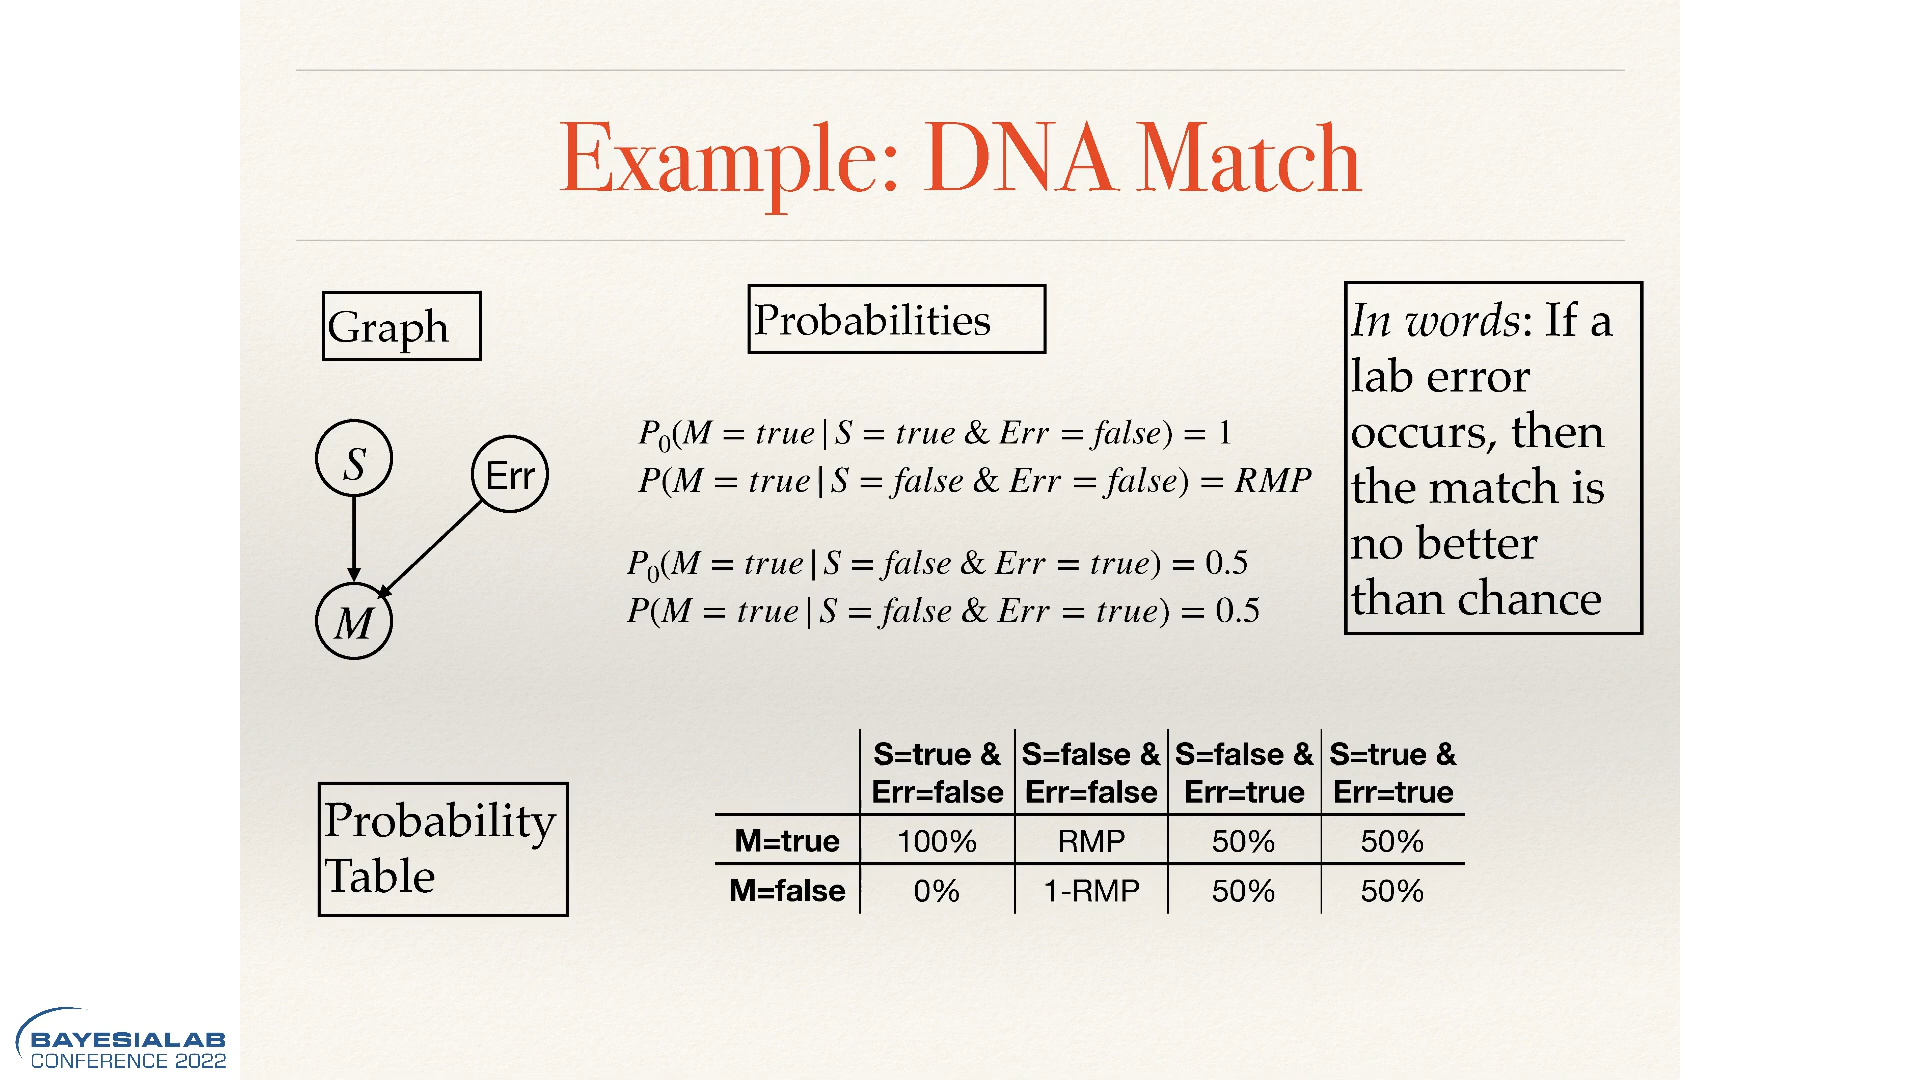 Example: DNA Match
Graph
S
Err
M
Probabilities
P₀(M = true | S = true & Err = false) = 1
P(M = true | S = false & Err = false) = RMP
P₀(M = true | S = false & Err = true) = 0.5
P(M = true | S = false & Err = true) = 0.5
In words: If a
lab error
occurs, then
the match is
no better
than chance
Probability
Table
S=true & S=false & S=false & S=true &
Err=false Err=false Err=true Err=true
M=true 100% RMP 50% 50%
M=false 0% 1-RMP 50% 50%
BAYESIALAB
CONFERENCE 2022